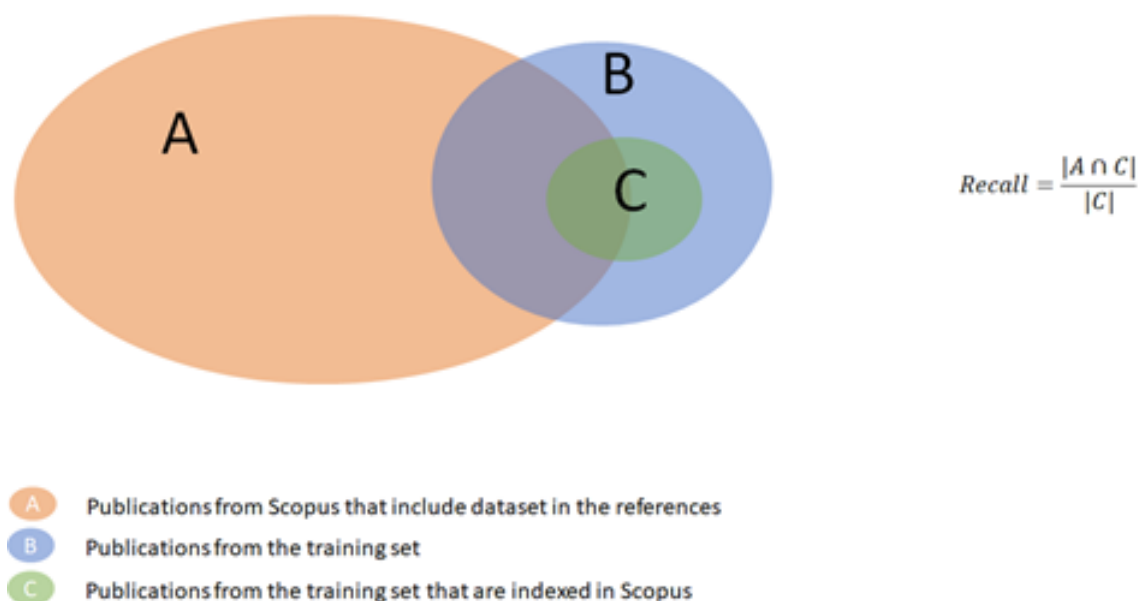 A
B
C
Recall = |A ∩ C| / |C|
A Publications from Scopus that include dataset in the references
B Publications from the training set
C Publications from the training set that are indexed in Scopus